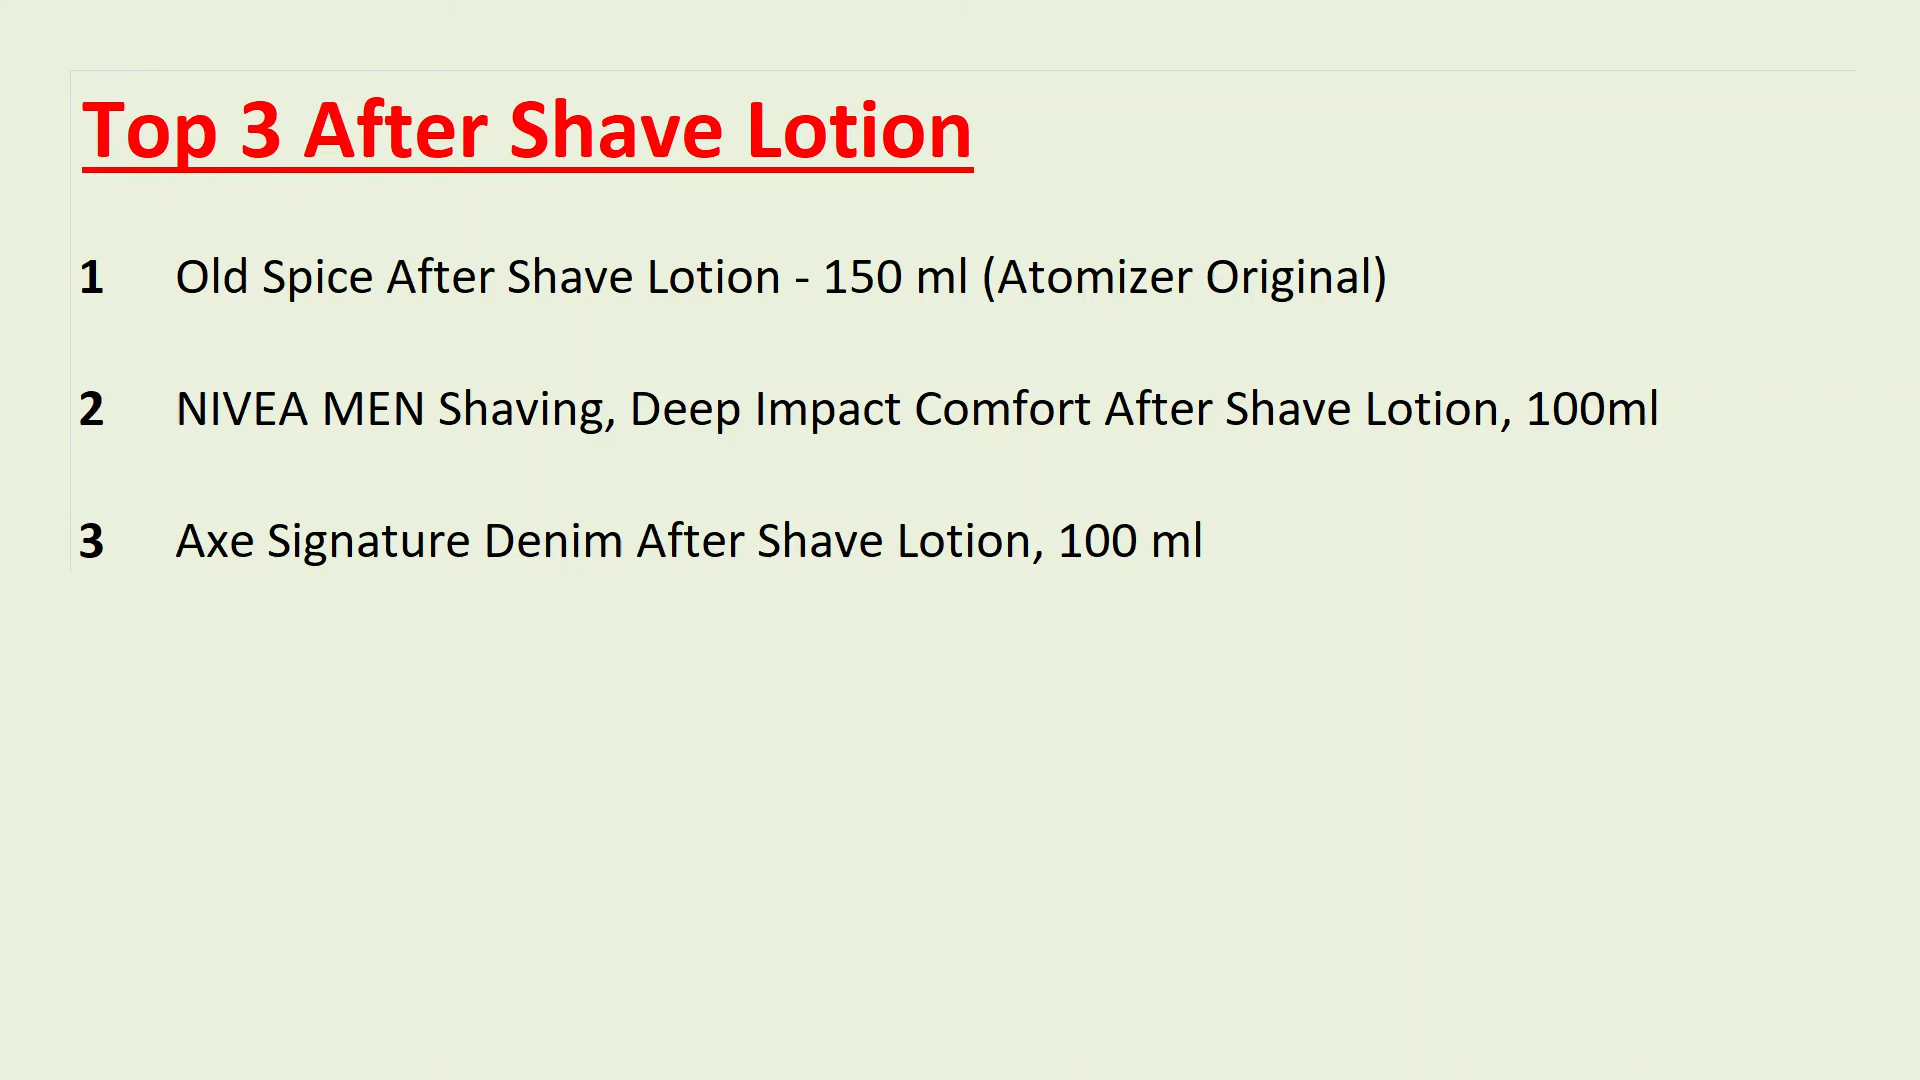 Top 3 After Shave Lotion
1 Old Spice After Shave Lotion - 150 ml (Atomizer Original)
2 NIVEA MEN Shaving, Deep Impact Comfort After Shave Lotion, 100ml
3 Axe Signature Denim After Shave Lotion, 100 ml